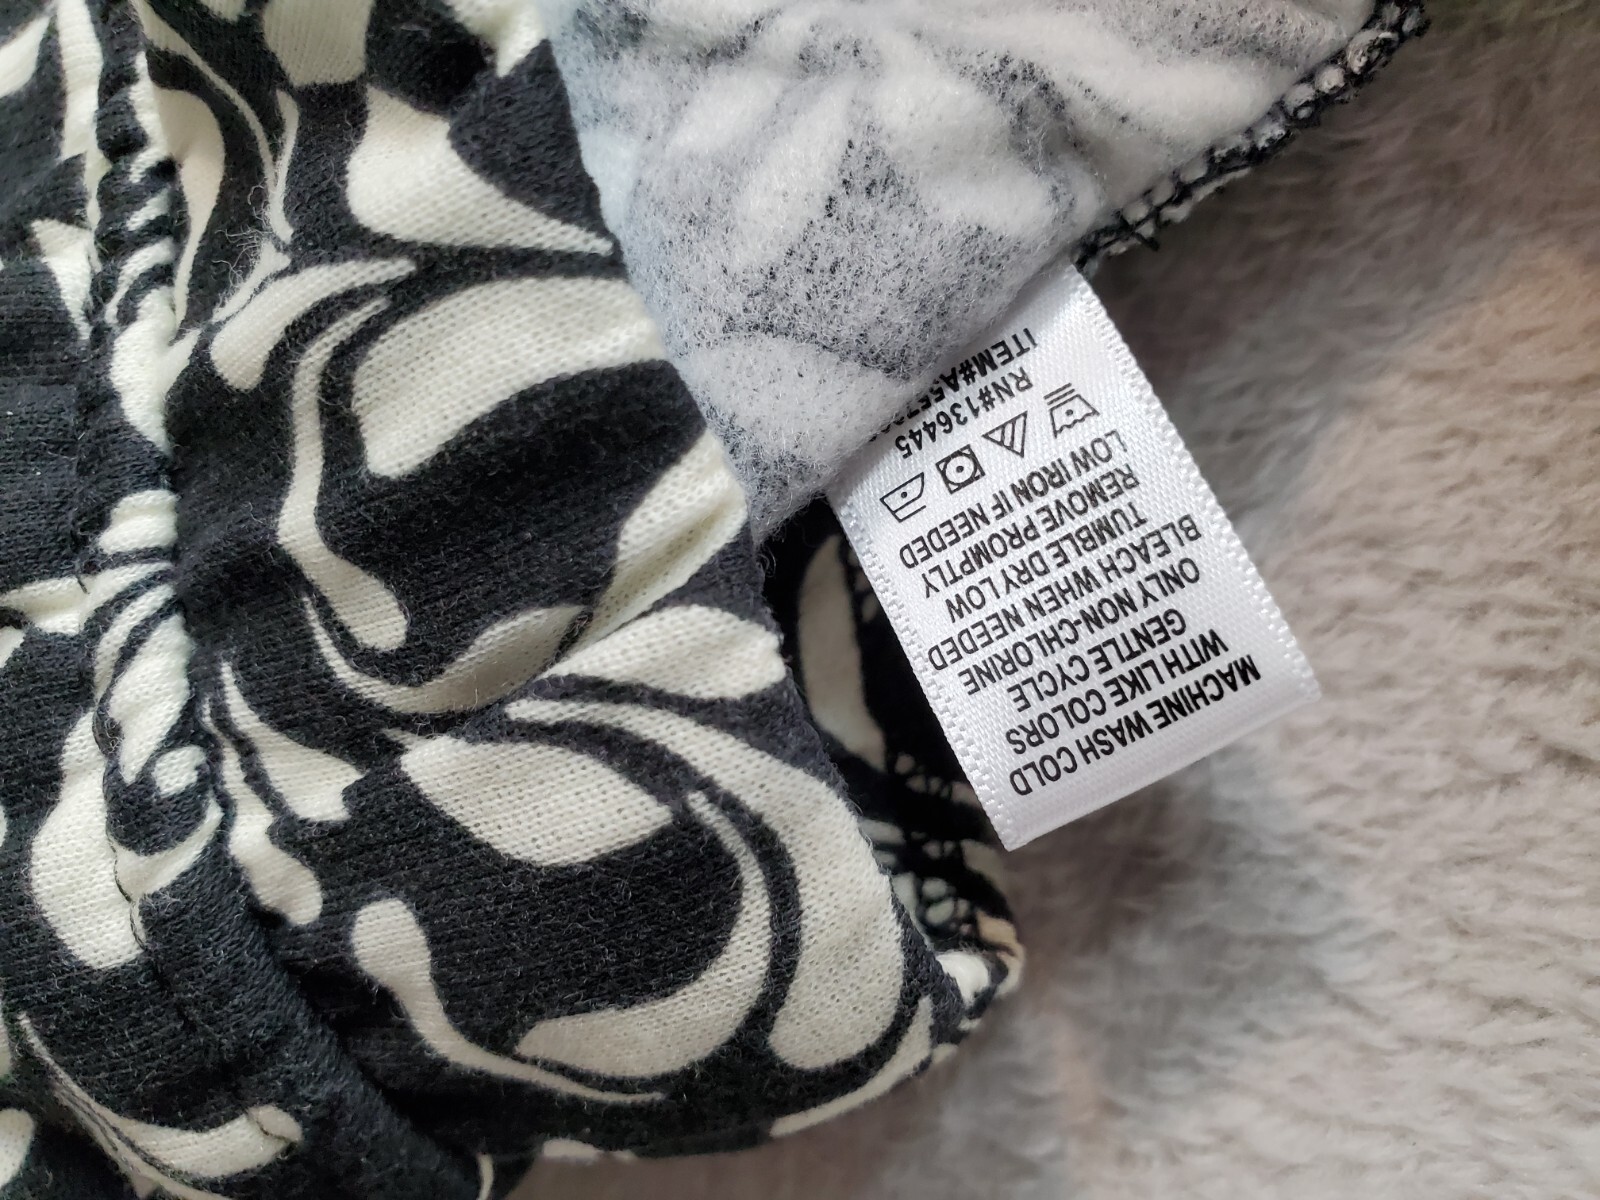 MACHINE WASH COLD
WITH LIKE COLORS
GENTLE CYCLE
ONLY NON-CHLORINE
BLEACH WHEN NEEDED
TUMBLE DRY LOW
REMOVE PROMPTLY
LOW IRON IF NEEDED
RN#136445